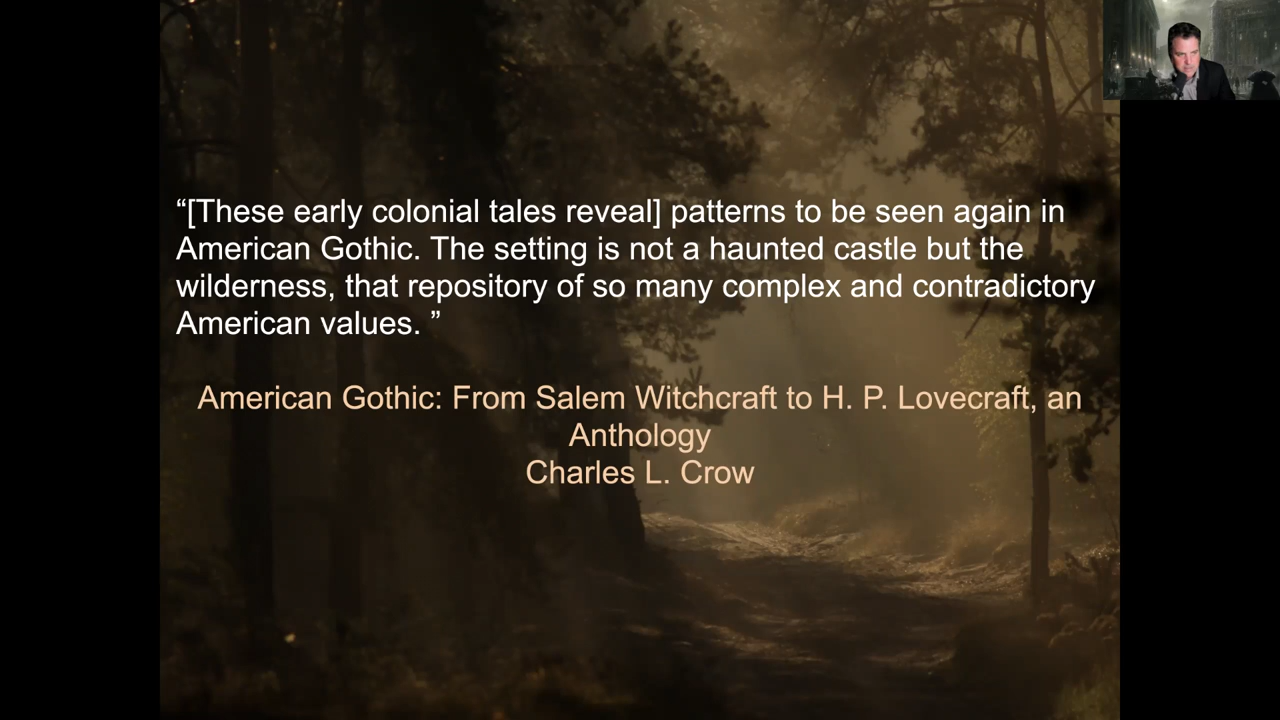 “[These early colonial tales reveal] patterns to be seen again in
American Gothic. The setting is not a haunted castle but the
wilderness, that repository of so many complex and contradictory
American values. ”
American Gothic: From Salem Witchcraft to H. P. Lovecraft, an
Anthology
Charles L. Crow